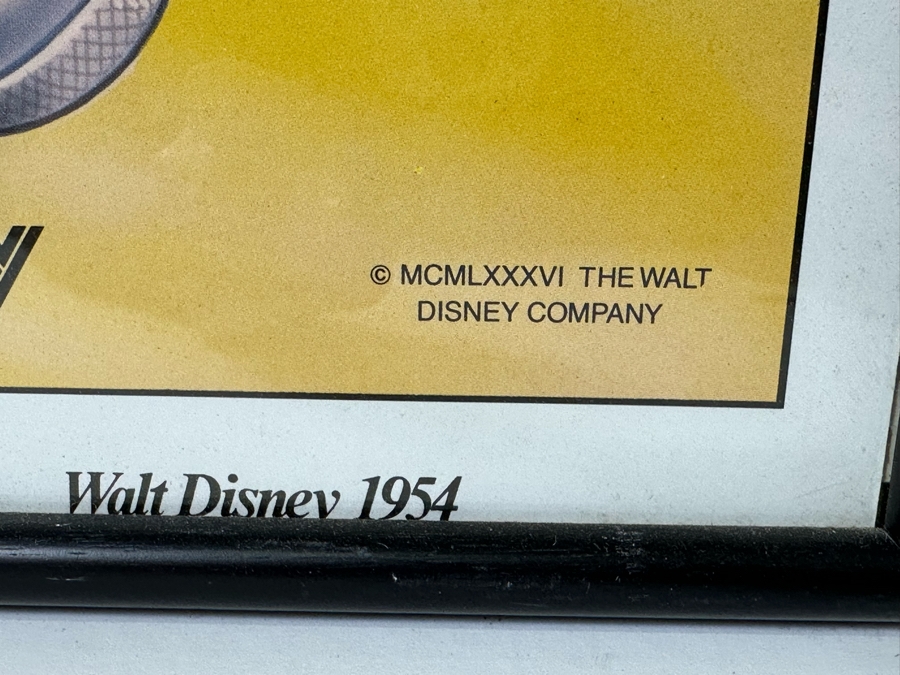 © MCMLXXXVI THE WALT
DISNEY COMPANY
Walt Disney 1954